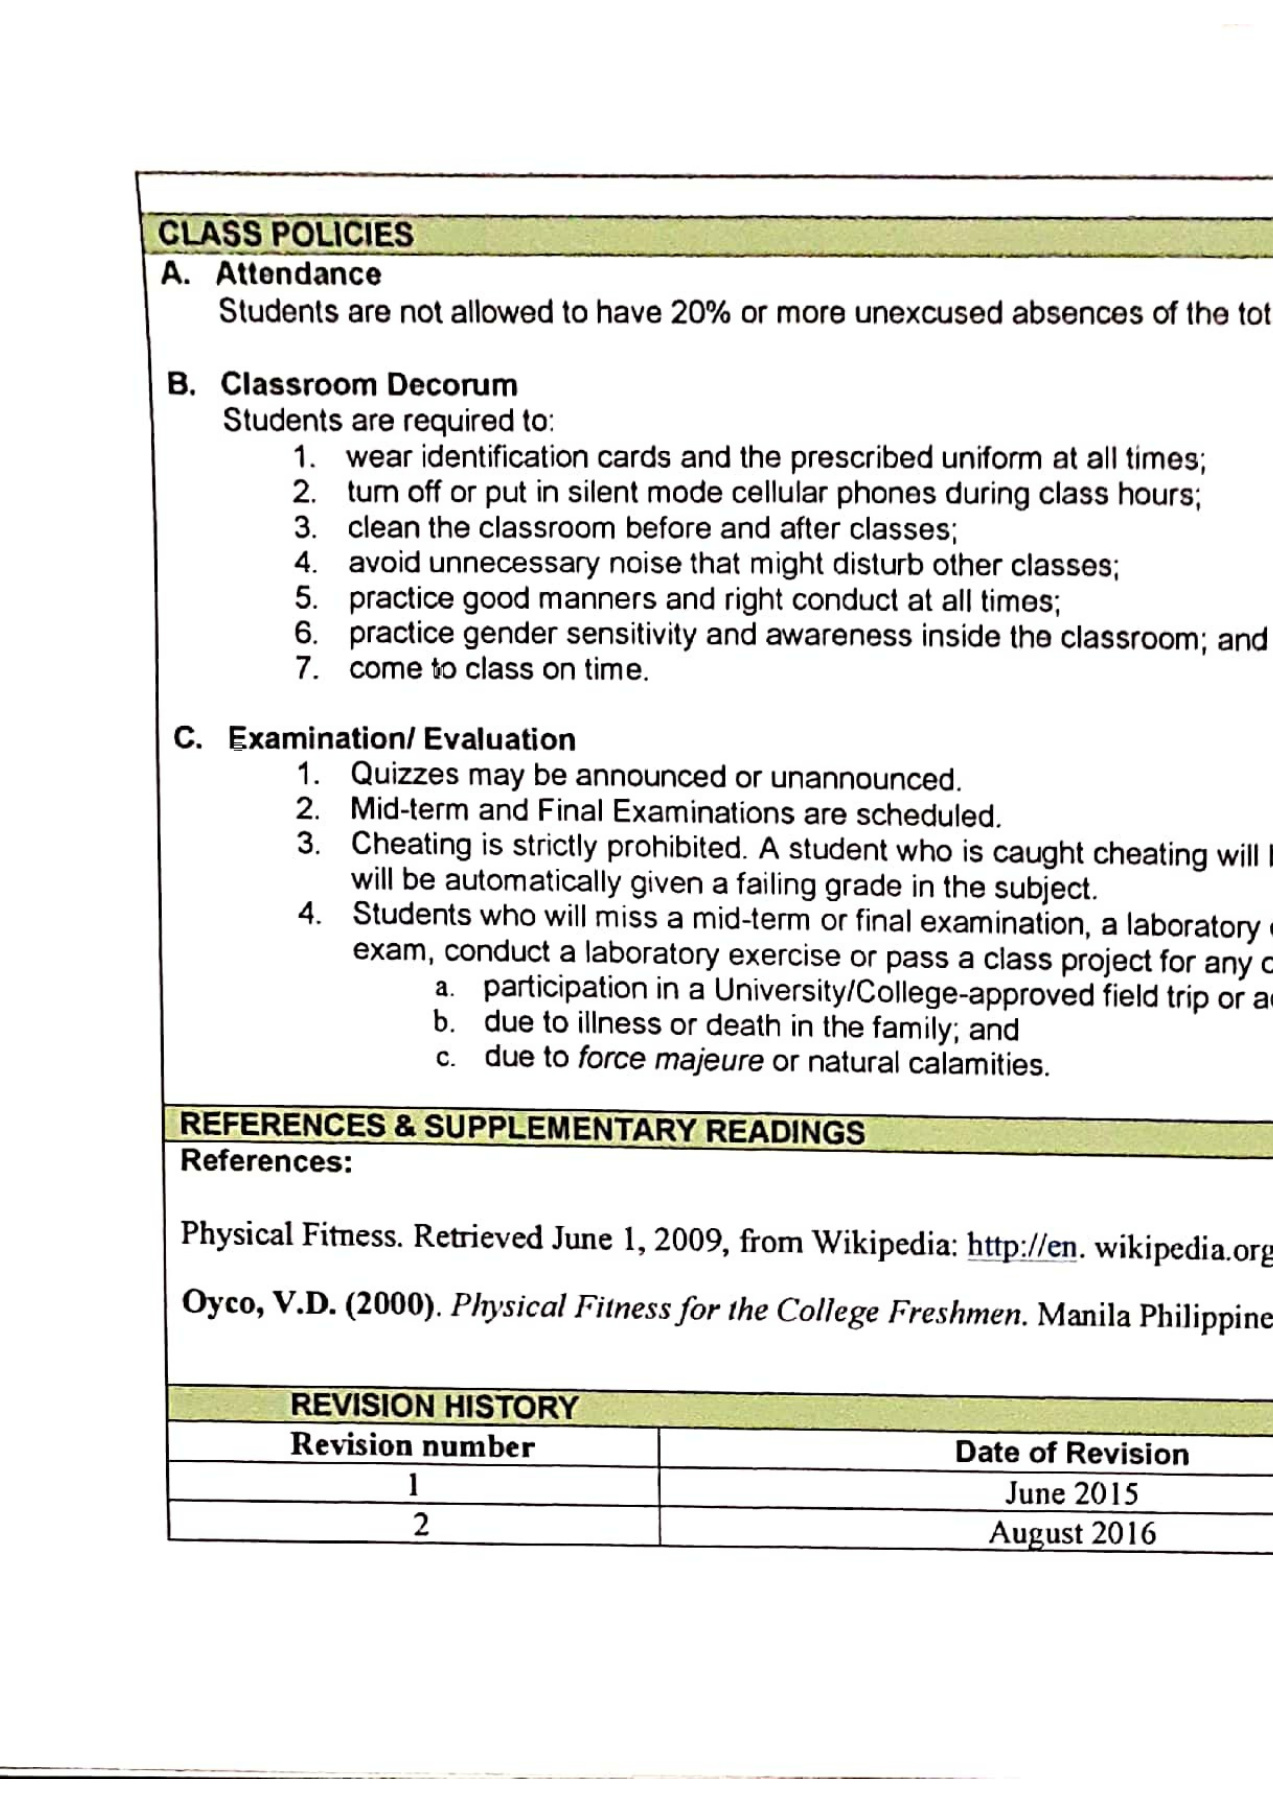 CLASS POLICIES
A. Attendance
Students are not allowed to have 20% or more unexcused absences of the
B. Classroom Decorum
Students are required to:
1. wear identification cards and the prescribed uniform at all times;
2. turn off or put in silent mode cellular phones during class hours;
3. clean the classroom before and after classes;
4. avoid unnecessary noise that might disturb other classes;
5. practice good manners and right conduct at all times;
6. practice gender sensitivity and awareness inside the classroom; and
7. come to class on time.
C. Examination/ Evaluation
1. Quizzes may be announced or unannounced.
2. Mid-term and Final Examinations are scheduled.
3. Cheating is strictly prohibited. A student who is caught cheating will
will be automatically given a failing grade in the subject.
4. Students who will miss a mid-term or final examination, a laboratory
exam, conduct a laboratory exercise or pass a class project for any
a. participation in a University/College-approved field trip or
b. due to illness or death in the family; and
c. due to force majeure or natural calamities.
REFERENCES & SUPPLEMENTARY READINGS
References:
Physical Fitness. Retrieved June 1, 2009, from Wikipedia: http://en. wikipedia.org
Oyco, V.D. (2000). Physical Fitness for the College Freshmen. Manila Philippine
REVISION HISTORY
Revision number Date of Revision
1 June 2015
2 August 2016